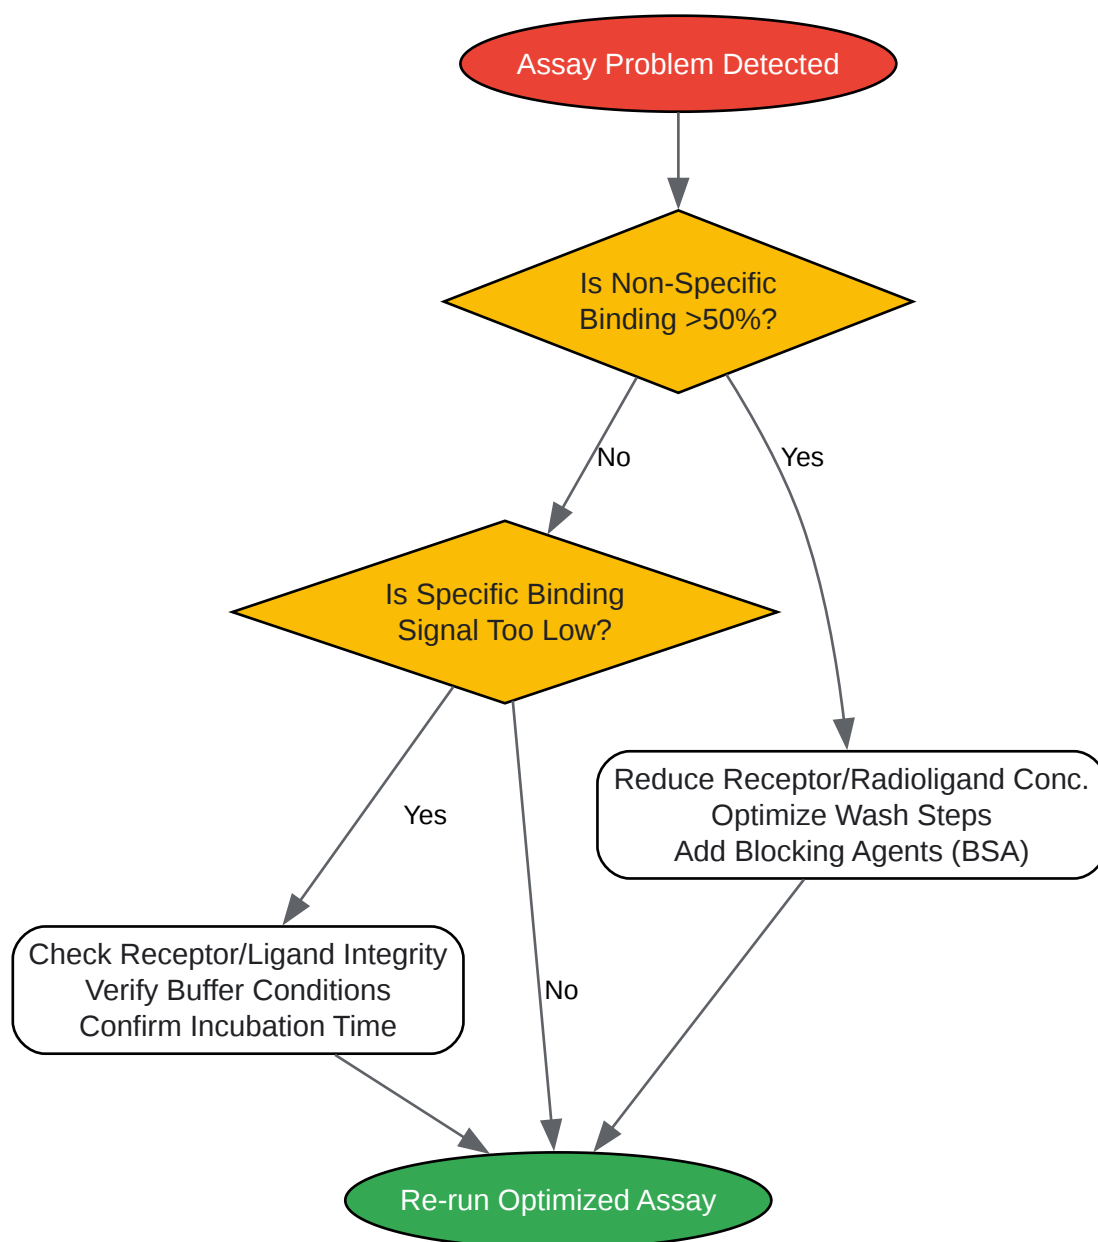 Assay Problem Detected
Is Non-Specific
Binding >50%?
No
Yes
Is Specific Binding
Signal Too Low?
Reduce Receptor/Radioligand Conc.
Optimize Wash Steps
Add Blocking Agents (BSA)
Yes
Check Receptor/Ligand Integrity
Verify Buffer Conditions
Confirm Incubation Time
No
Re-run Optimized Assay